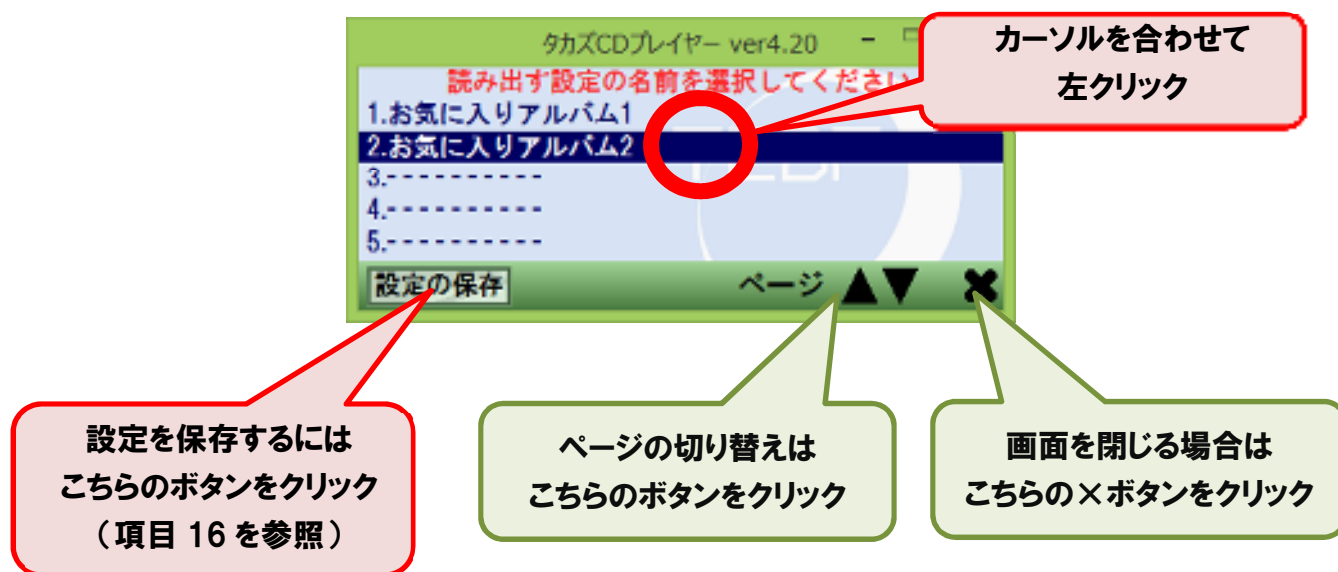 タカズCDプレイヤー ver4.20
カーソルを合わせて
左クリック
読み出す設定の名前を選択してください
1.お気に入りアルバム1
2.お気に入りアルバム2
3.----------
4.----------
5.----------
設定の保存
ページ ▲▼ ✖
設定を保存するには
こちらのボタンをクリック
（項目 16 を参照）
ページの切り替えは
こちらのボタンをクリック
画面を閉じる場合は
こちらの×ボタンをクリック